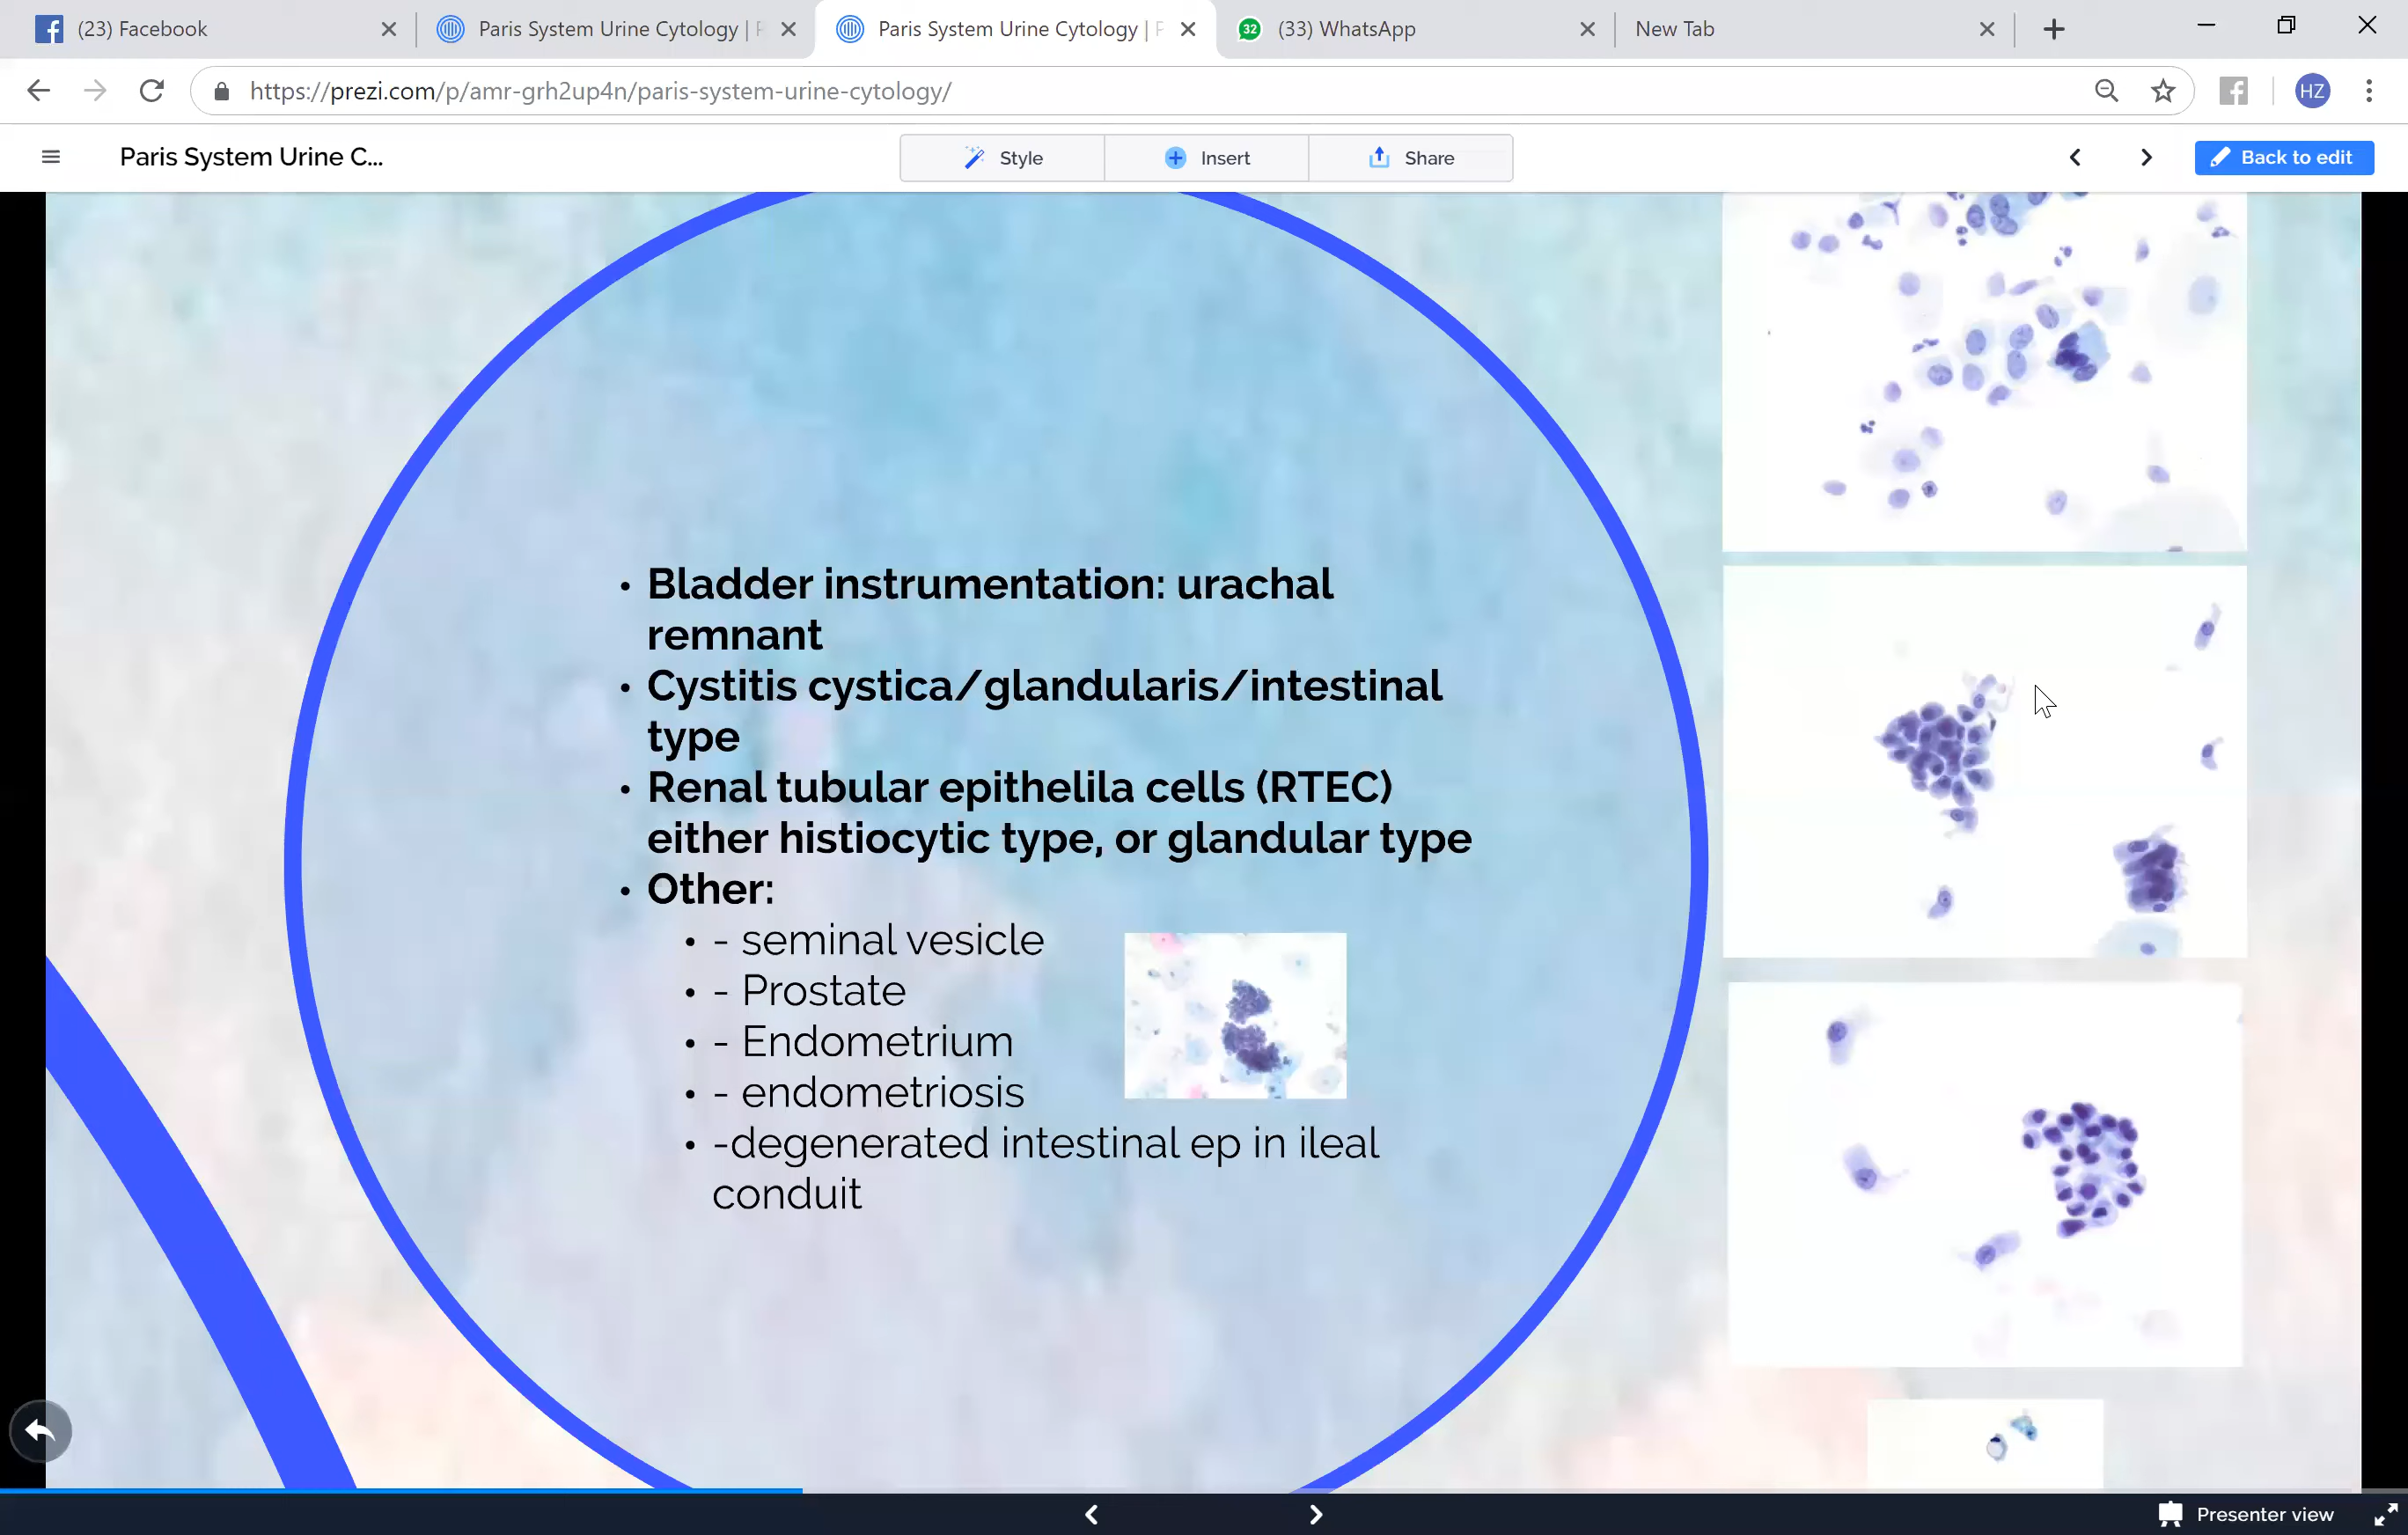 (23) Facebook
Paris System Urine Cytology |
Paris System Urine Cytology |
32
(33) WhatsApp
New Tab
https://prezi.com/p/amr-grh2up4n/paris-system-urine-cytology/
HZ
Paris System Urine C...
Style
Insert
Share
Back to edit
• Bladder instrumentation: urachal
remnant
• Cystitis cystica/glandularis/intestinal
type
• Renal tubular epithelila cells (RTEC)
either histiocytic type, or glandular type
• Other:
• - seminal vesicle
• - Prostate
• - Endometrium
• - endometriosis
• -degenerated intestinal ep in ileal
conduit
Presenter view